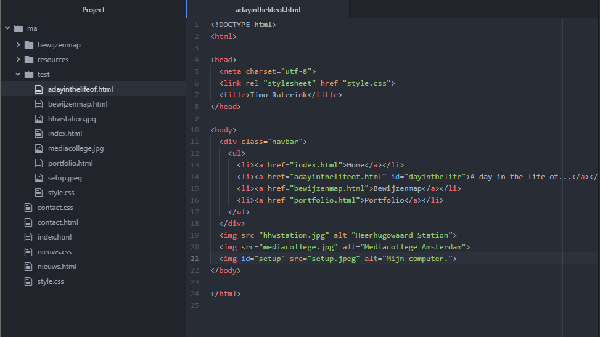 Project
ma
bewijzenmap
resources
test
adayinthelifeof.html
bewijzenmap.html
hhwstation.jpg
index.html
mediacollege.jpg
portfolio.html
setup.jpeg
style.css
contact.css
contact.html
index.html
nieuws.css
nieuws.html
style.css
adayinthelifeof.html
1 <!DOCTYPE html>
2 <html>
3
4 <head>
5 <meta charset="utf-8">
6 <link rel="stylesheet" href="style.css">
7 <title>Timo </title>
8 </head>
9
10 <body>
11 <div class="navbar">
12 <ul>
13 <li><a href="index.html">Home</a></li>
14 <li><a href="adayinthelifeof.html" id="dayinthelife">A day in the life of...</a></
15 <li><a href="bewijzenmap.html">Bewijzenmap</a></li>
16 <li><a href="portfolio.html">Portfolio</a></li>
17 </ul>
18 </div>
19 <img src="hhwstation.jpg" alt="Heerhugowaard Station">
20 <img src="mediacollege.jpg" alt="Mediacollege Amsterdam">
21 <img id="setup" src="setup.jpeg" alt="Mijn computer.">
22 </body>
23
24 </html>
25